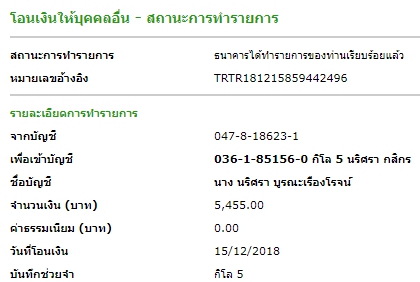 โอนเงินให้บุคคลอื่น - สถานะการทำรายการ
สถานะการทำรายการ ธนาคารได้ทำรายการของท่านเรียบร้อยแล้ว
หมายเลขอ้างอิง TRTR181215859442496
รายละเอียดการทำรายการ
จากบัญชี 047-8-18623-1
เพื่อเข้าบัญชี 036-1-85156-0 กิโล 5 นริศรา กสิกร
ชื่อบัญชี นาง นริศรา บูรณะเรืองโรจน์
จำนวนเงิน (บาท) 5,455.00
ค่าธรรมเนียม (บาท) 0.00
วันที่โอนเงิน 15/12/2018
บันทึกช่วยจำ กิโล 5